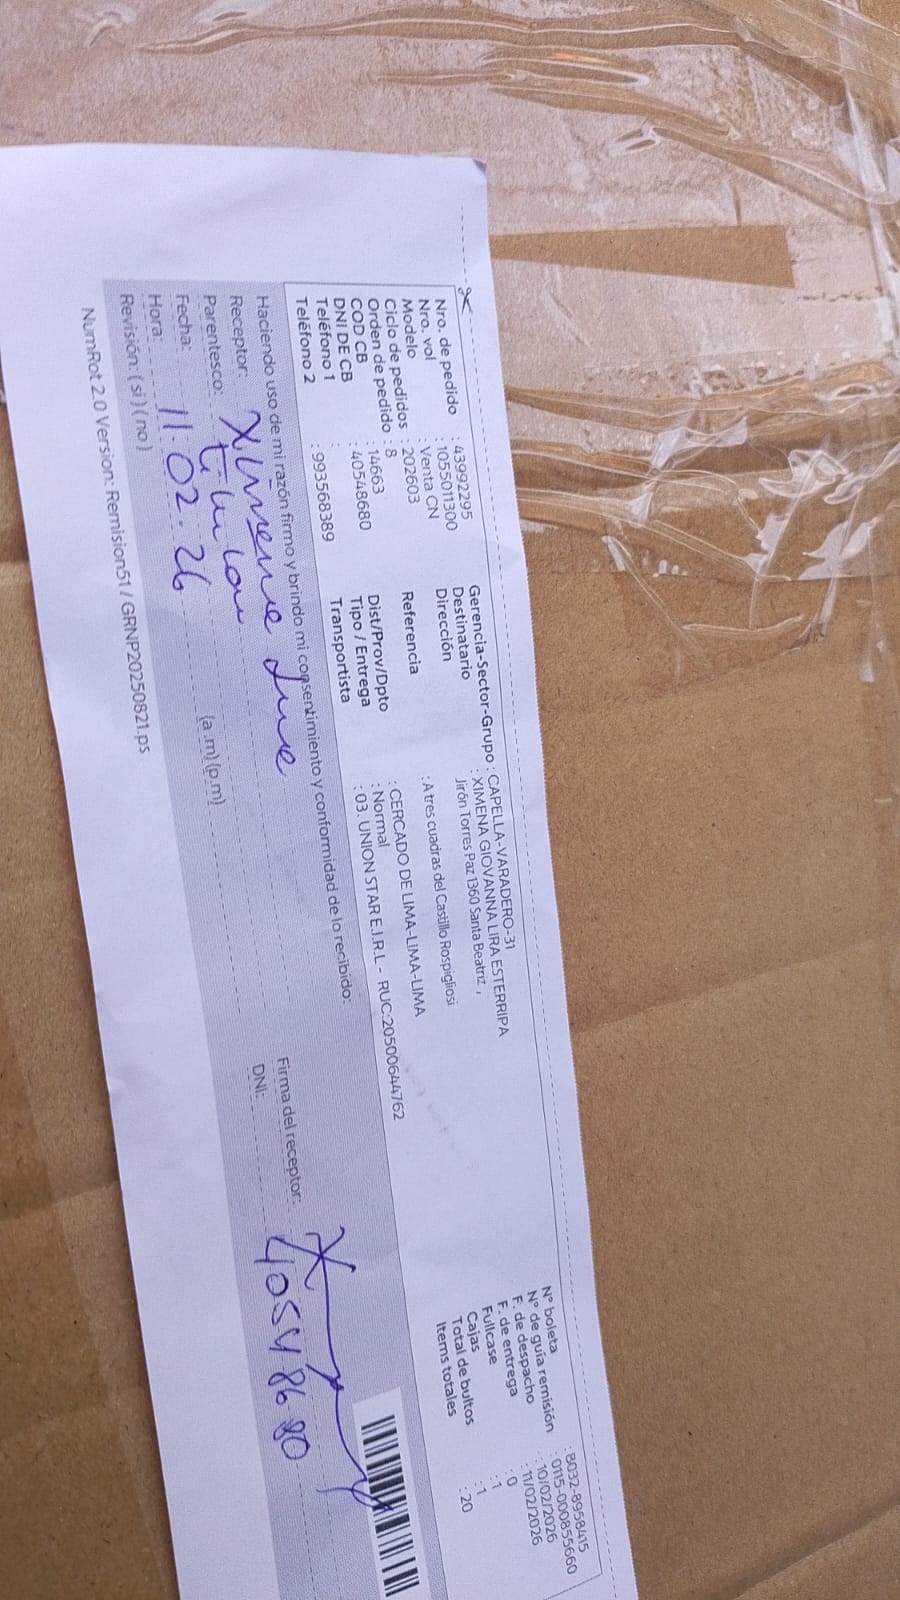 Nro. de pedido : 43992295
Nro. vol : 1055011300
Modelo : Venta CN
Ciclo de pedidos : 202603
Orden de pedido : 8
COD CB : 14663
DNI DE CB : 40548680
Teléfono 1 :
Teléfono 2 : 993568389
Gerencia-Sector-Grupo : CAPELLA-VARADERO-31
Destinatario : XIMENA GIOVANNA LIRA ESTERRIPA
Dirección Jirón Torres Paz 1360 Santa Beatriz ,
Referencia : A tres cuadras del Castillo Rospigliosi
Dist/Prov/Dpto : CERCADO DE LIMA-LIMA-LIMA
Tipo / Entrega : Normal
Transportista : 03. UNION STAR E.I.R.L - RUC:20500644762
N° boleta : B032-8958415
N° de guía remisión : 0115-000855660
F. de despacho : 10/02/2026
F. de entrega : 11/02/2026
Fullcase : 0
Cajas : 1
Total de bultos : 1
Items totales : 20
Haciendo uso de mi razón firmo y brindo mi consentimiento y conformidad de lo recibido:
Receptor:
Parentesco: titular
Fecha: 11.02.26
Hora: (a.m) (p.m)
Revisión: ( si ) ( no )
Firma del receptor:
DNI: 40548680
NumRot 2.0 Version: Remision51 / GRNP20250821.ps